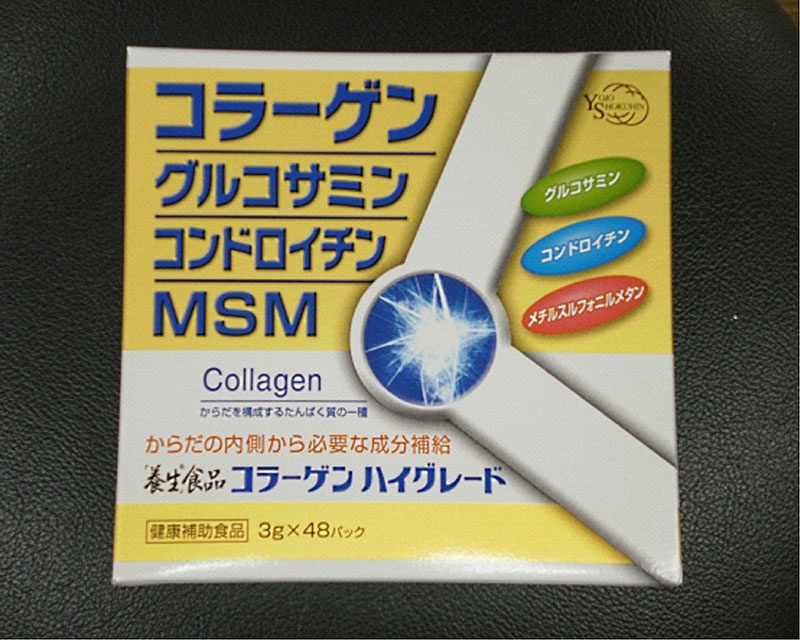 コラーゲン
グルコサミン
コンドロイチン
MSM
YOJO
SHOKUHIN
グルコサミン
コンドロイチン
メチルスルフォニルメタン
Collagen
からだを構成するたんぱく質の一種
からだの内側から必要な成分補給
"養生"食品 コラーゲン ハイグレード
健康補助食品 3g×48パック